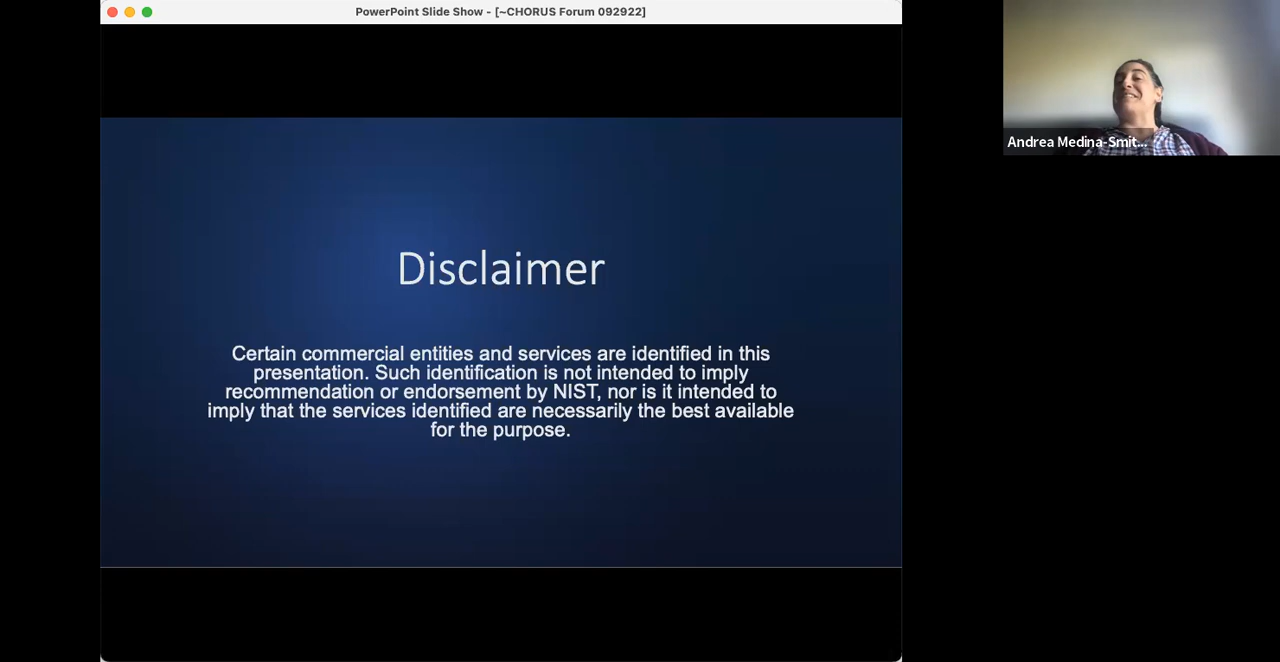 PowerPoint Slide Show - [~CHORUS Forum 092922]
Andrea Medina-Smit...
Disclaimer
Certain commercial entities and services are identified in this
presentation. Such identification is not intended to imply
recommendation or endorsement by NIST, nor is it intended to
imply that the services identified are necessarily the best available
for the purpose.